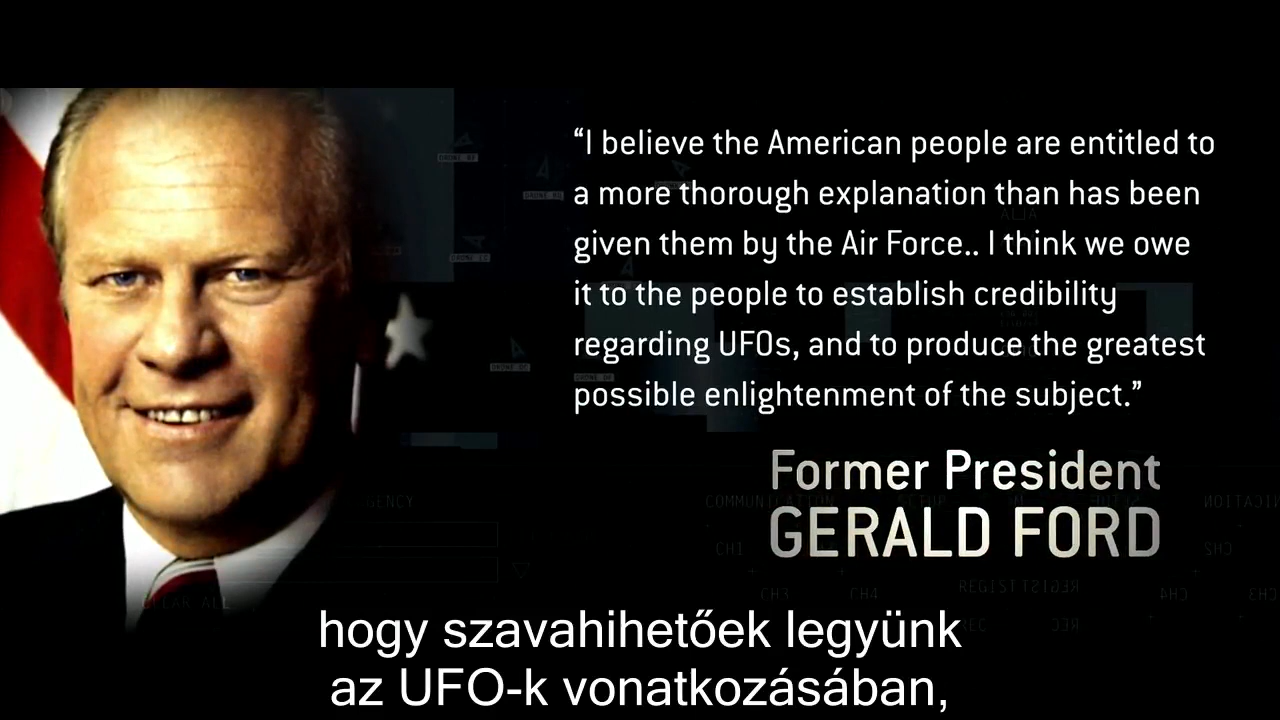 “I believe the American people are entitled to
a more thorough explanation than has been
given them by the Air Force.. I think we owe
it to the people to establish credibility
regarding UFOs, and to produce the greatest
possible enlightenment of the subject.”
Former President
GERALD FORD
hogy szavahihetőek legyünk
az UFO-k vonatkozásában,